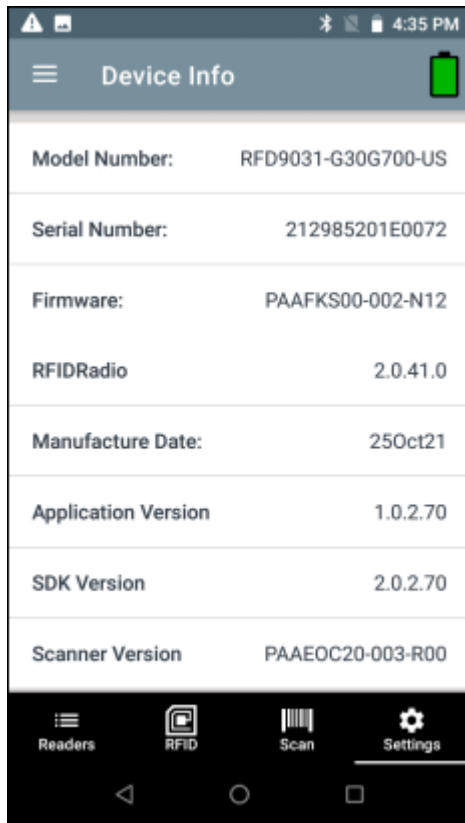 4:35 PM
Device Info
Model Number: RFD9031-G30G700-US
Serial Number: 212985201E0072
Firmware: PAAFKS00-002-N12
RFIDRadio 2.0.41.0
Manufacture Date: 25Oct21
Application Version 1.0.2.70
SDK Version 2.0.2.70
Scanner Version PAAEOC20-003-R00
Readers RFID Scan Settings